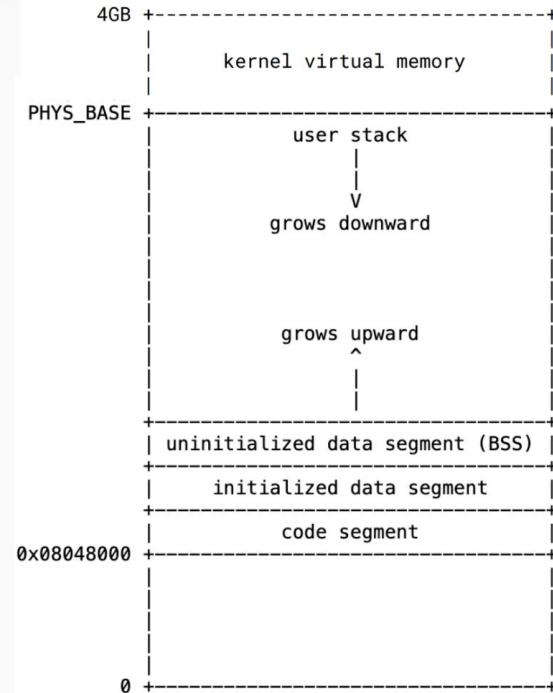 4GB
kernel virtual memory
PHYS_BASE
user stack
V
grows downward
grows upward
^
uninitialized data segment (BSS)
initialized data segment
code segment
0x08048000
0